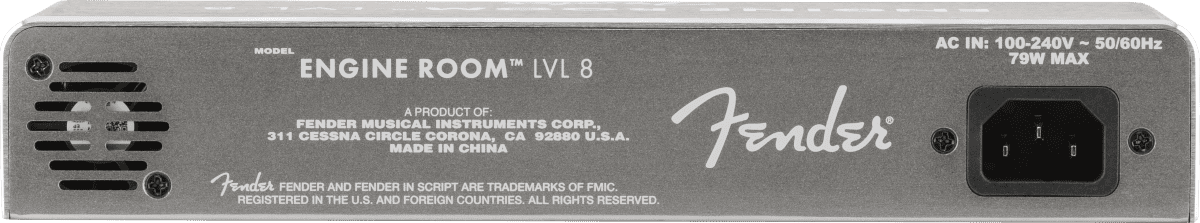 MODEL
ENGINE ROOM™ LVL 8
A PRODUCT OF:
FENDER MUSICAL INSTRUMENTS CORP.,
311 CESSNA CIRCLE CORONA, CA 92880 U.S.A.
MADE IN CHINA
Fender FENDER AND FENDER IN SCRIPT ARE TRADEMARKS OF FMIC.
REGISTERED IN THE U.S. AND FOREIGN COUNTRIES. ALL RIGHTS RESERVED.
Fender®
AC IN: 100-240V ~ 50/60Hz
79W MAX